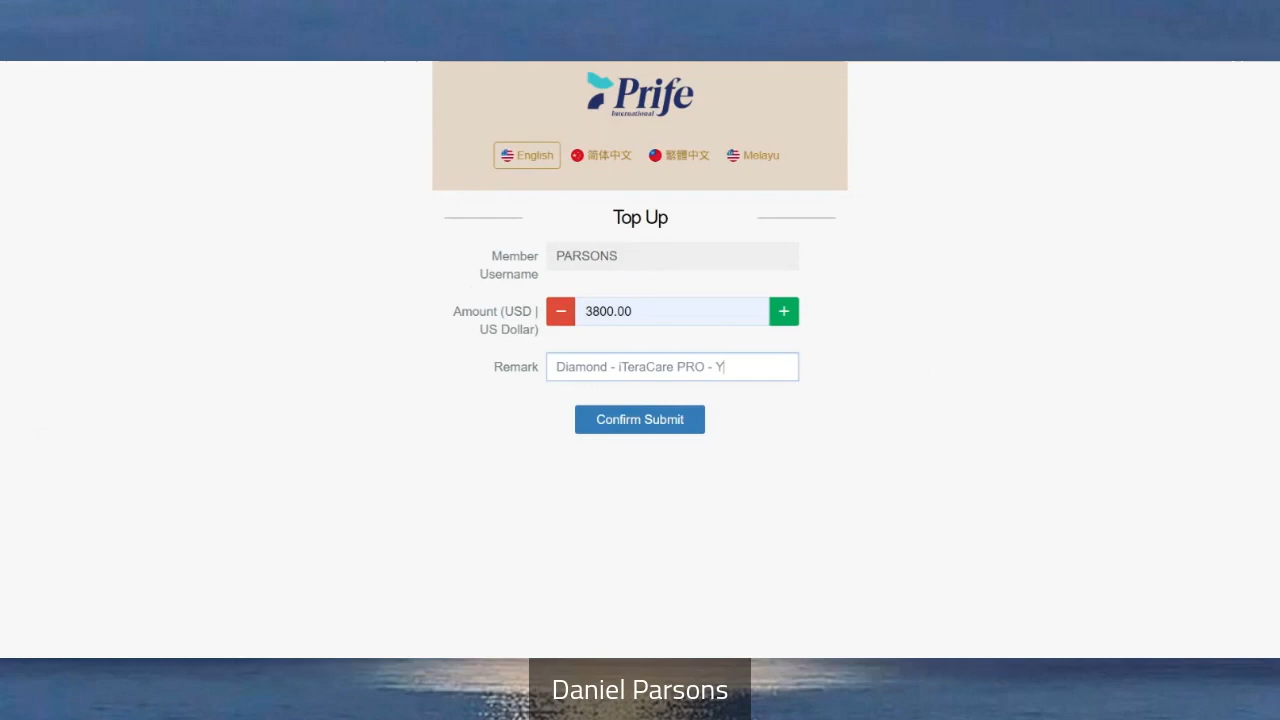 Prife
International
English 简体中文 繁體中文 Melayu
Top Up
Member Username PARSONS
Amount (USD | US Dollar) − 3800.00 +
Remark Diamond - iTeraCare PRO - Y
Confirm Submit
Daniel Parsons